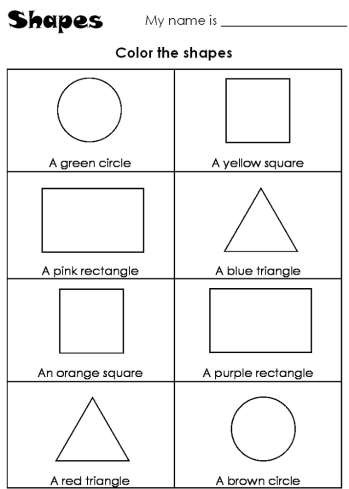 Shapes My name is
Color the shapes
A green circle
A yellow square
A pink rectangle
A blue triangle
An orange square
A purple rectangle
A red triangle
A brown circle